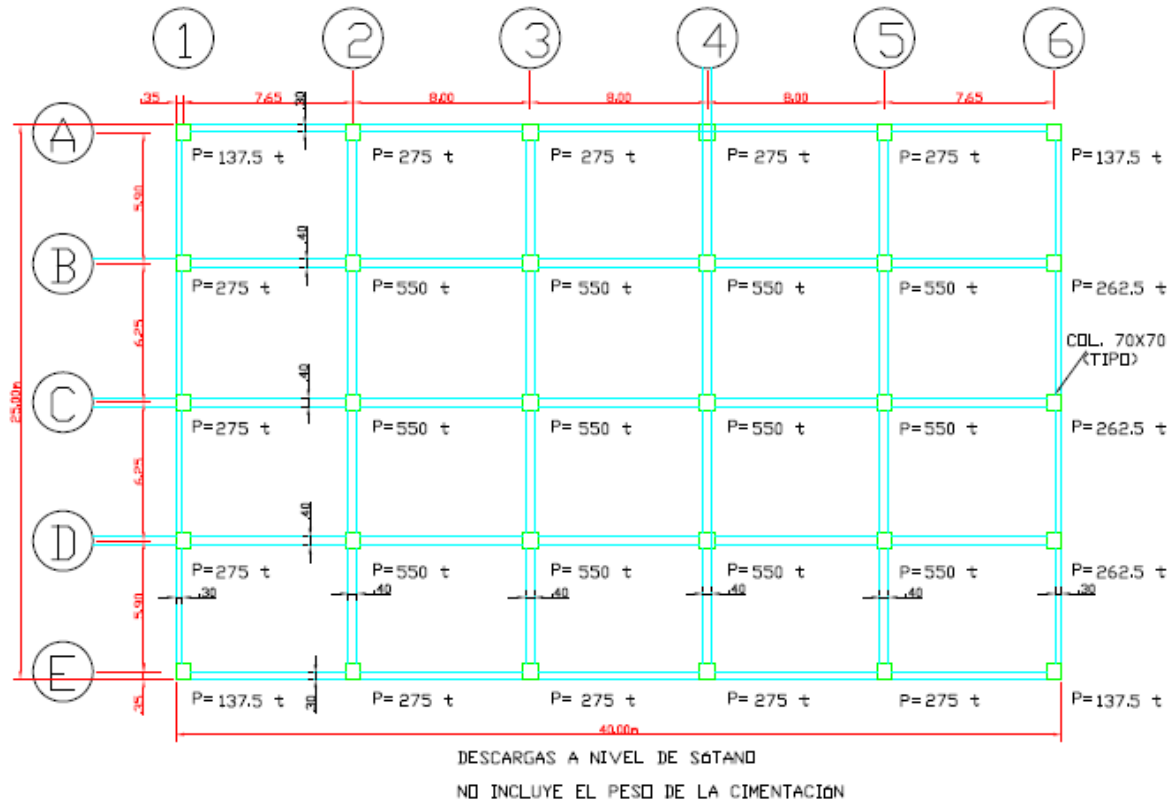 1 2 3 4 5 6
.35 7.65 8.00 8.00 8.00 7.65
.30
A
P= 137.5 t P= 275 t P= 275 t P= 275 t P= 275 t P= 137.5 t
5.90
.40
B
P= 275 t P= 550 t P= 550 t P= 550 t P= 550 t P= 262.5 t
6.25
COL. 70X70
(TIPO)
.40
C
25.00m
P= 275 t P= 550 t P= 550 t P= 550 t P= 550 t P= 262.5 t
6.25
.40
D
P= 275 t P= 550 t P= 550 t P= 550 t P= 550 t P= 262.5 t
.30 .40 .40 .40 .40 .30
5.90
E
.35
P= 137.5 t .30 P= 275 t P= 275 t P= 275 t P= 275 t P= 137.5 t
40.00m
DESCARGAS A NIVEL DE SóTANO
NO INCLUYE EL PESO DE LA CIMENTACIóN